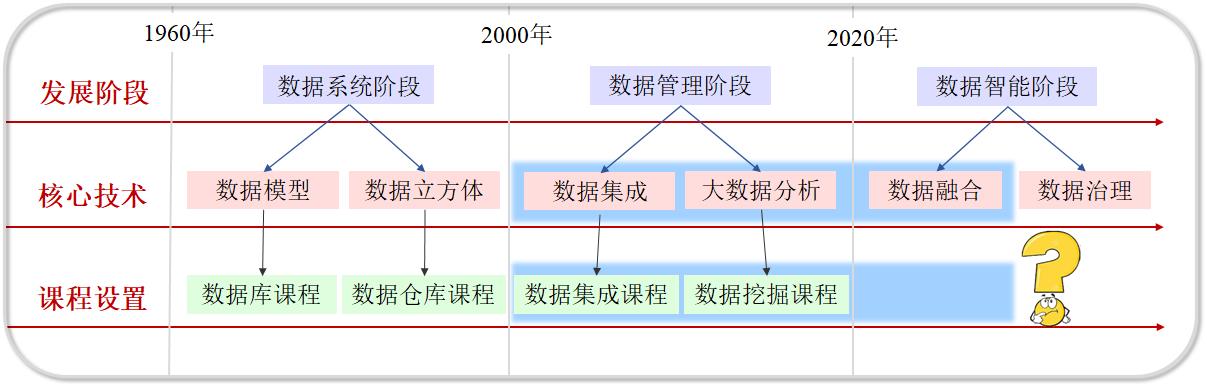 1960年
2000年
2020年
发展阶段
数据系统阶段
数据管理阶段
数据智能阶段
核心技术
数据模型
数据立方体
数据集成
大数据分析
数据融合
数据治理
课程设置
数据库课程
数据仓库课程
数据集成课程
数据挖掘课程
?